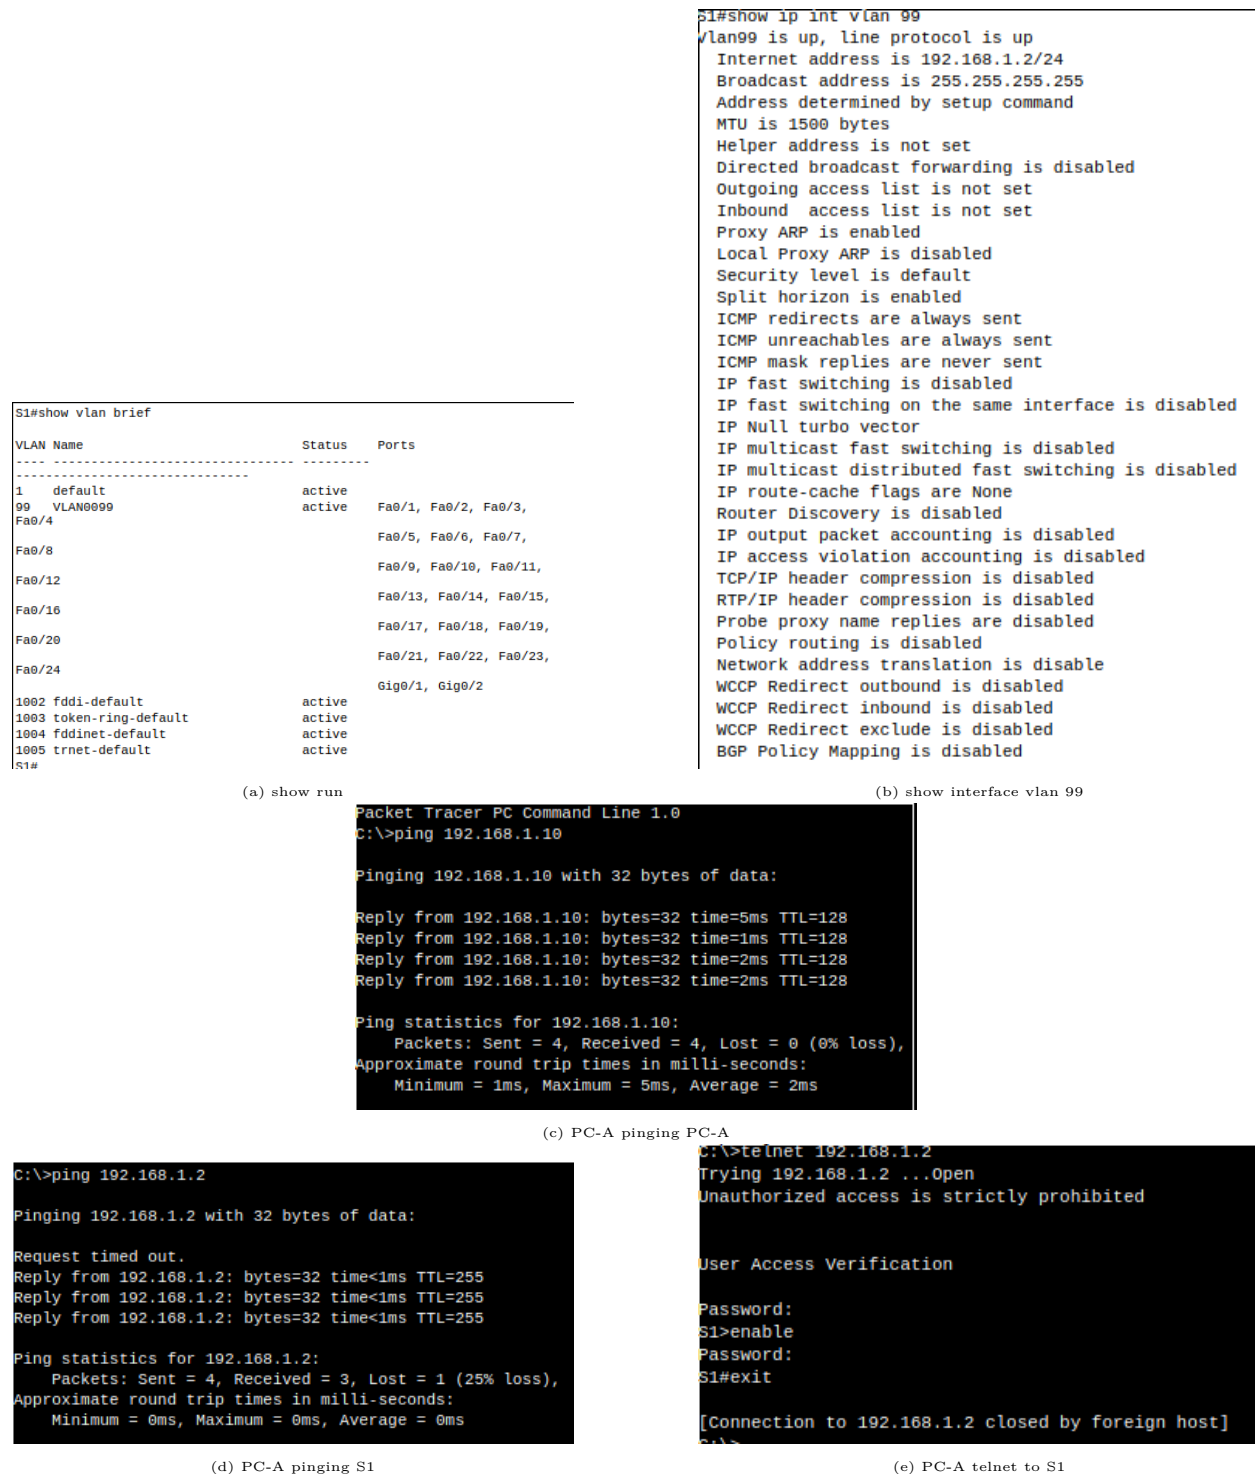 S1#show vlan brief
VLAN Name Status Ports
---- -------------------------------- ---------
-------------------------------
1 default active
99 VLAN0099 active Fa0/1, Fa0/2, Fa0/3,
Fa0/4
Fa0/5, Fa0/6, Fa0/7,
Fa0/8
Fa0/9, Fa0/10, Fa0/11,
Fa0/12
Fa0/13, Fa0/14, Fa0/15,
Fa0/16
Fa0/17, Fa0/18, Fa0/19,
Fa0/20
Fa0/21, Fa0/22, Fa0/23,
Fa0/24
Gig0/1, Gig0/2
1002 fddi-default active
1003 token-ring-default active
1004 fddinet-default active
1005 trnet-default active
S1#
(a) show run
S1#show ip int vlan 99
Vlan99 is up, line protocol is up
Internet address is 192.168.1.2/24
Broadcast address is 255.255.255.255
Address determined by setup command
MTU is 1500 bytes
Helper address is not set
Directed broadcast forwarding is disabled
Outgoing access list is not set
Inbound  access list is not set
Proxy ARP is enabled
Local Proxy ARP is disabled
Security level is default
Split horizon is enabled
ICMP redirects are always sent
ICMP unreachables are always sent
ICMP mask replies are never sent
IP fast switching is disabled
IP fast switching on the same interface is disabled
IP Null turbo vector
IP multicast fast switching is disabled
IP multicast distributed fast switching is disabled
IP route-cache flags are None
Router Discovery is disabled
IP output packet accounting is disabled
IP access violation accounting is disabled
TCP/IP header compression is disabled
RTP/IP header compression is disabled
Probe proxy name replies are disabled
Policy routing is disabled
Network address translation is disable
WCCP Redirect outbound is disabled
WCCP Redirect inbound is disabled
WCCP Redirect exclude is disabled
BGP Policy Mapping is disabled
(b) show interface vlan 99
Packet Tracer PC Command Line 1.0
C:\>ping 192.168.1.10
Pinging 192.168.1.10 with 32 bytes of data:
Reply from 192.168.1.10: bytes=32 time=5ms TTL=128
Reply from 192.168.1.10: bytes=32 time=1ms TTL=128
Reply from 192.168.1.10: bytes=32 time=2ms TTL=128
Reply from 192.168.1.10: bytes=32 time=2ms TTL=128
Ping statistics for 192.168.1.10:
Packets: Sent = 4, Received = 4, Lost = 0 (0% loss),
Approximate round trip times in milli-seconds:
Minimum = 1ms, Maximum = 5ms, Average = 2ms
(c) PC-A pinging PC-A
C:\>ping 192.168.1.2
Pinging 192.168.1.2 with 32 bytes of data:
Request timed out.
Reply from 192.168.1.2: bytes=32 time<1ms TTL=255
Reply from 192.168.1.2: bytes=32 time<1ms TTL=255
Reply from 192.168.1.2: bytes=32 time<1ms TTL=255
Ping statistics for 192.168.1.2:
Packets: Sent = 4, Received = 3, Lost = 1 (25% loss),
Approximate round trip times in milli-seconds:
Minimum = 0ms, Maximum = 0ms, Average = 0ms
(d) PC-A pinging S1
C:\>telnet 192.168.1.2
Trying 192.168.1.2 ...Open
Unauthorized access is strictly prohibited
User Access Verification
Password:
S1>enable
Password:
S1#exit
[Connection to 192.168.1.2 closed by foreign host]
C:\>
(e) PC-A telnet to S1